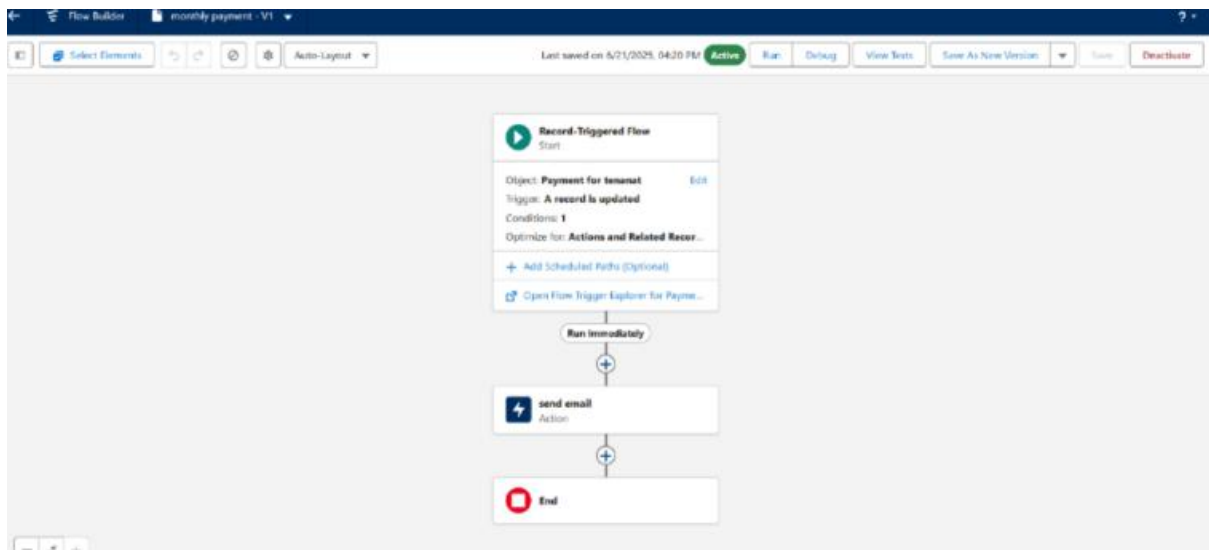 Flow Builder
monthly payment - V1
?
Select Elements
Auto-Layout
Last saved on 6/21/2025, 04:20 PM
Active
Run
Debug
View Tests
Save As New Version
Save
Deactivate
Record-Triggered Flow
Start
Object: Payment for tenanat
Edit
Trigger: A record is updated
Conditions: 1
Optimize for: Actions and Related Recor...
+ Add Scheduled Paths (Optional)
Open Flow Trigger Explorer for Payme...
Run Immediately
send email
Action
End